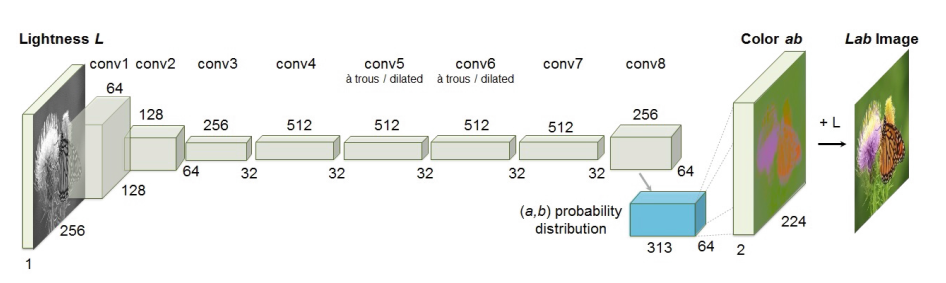 Lightness L
Color ab
Lab Image
conv1
conv2
conv3
conv4
conv5
à trous / dilated
conv6
à trous / dilated
conv7
conv8
64
128
256
512
512
512
512
256
+ L
128
64
32
32
32
32
32
64
256
1
(a,b) probability
distribution
313
64
2
224